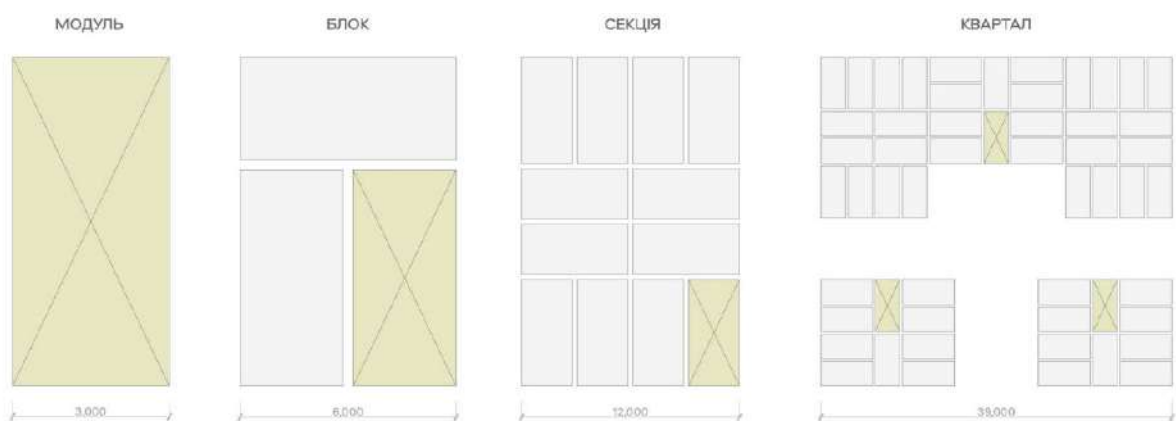 МОДУЛЬ
БЛОК
СЕКЦІЯ
КВАРТАЛ
3,000
6,000
12,000
39,000